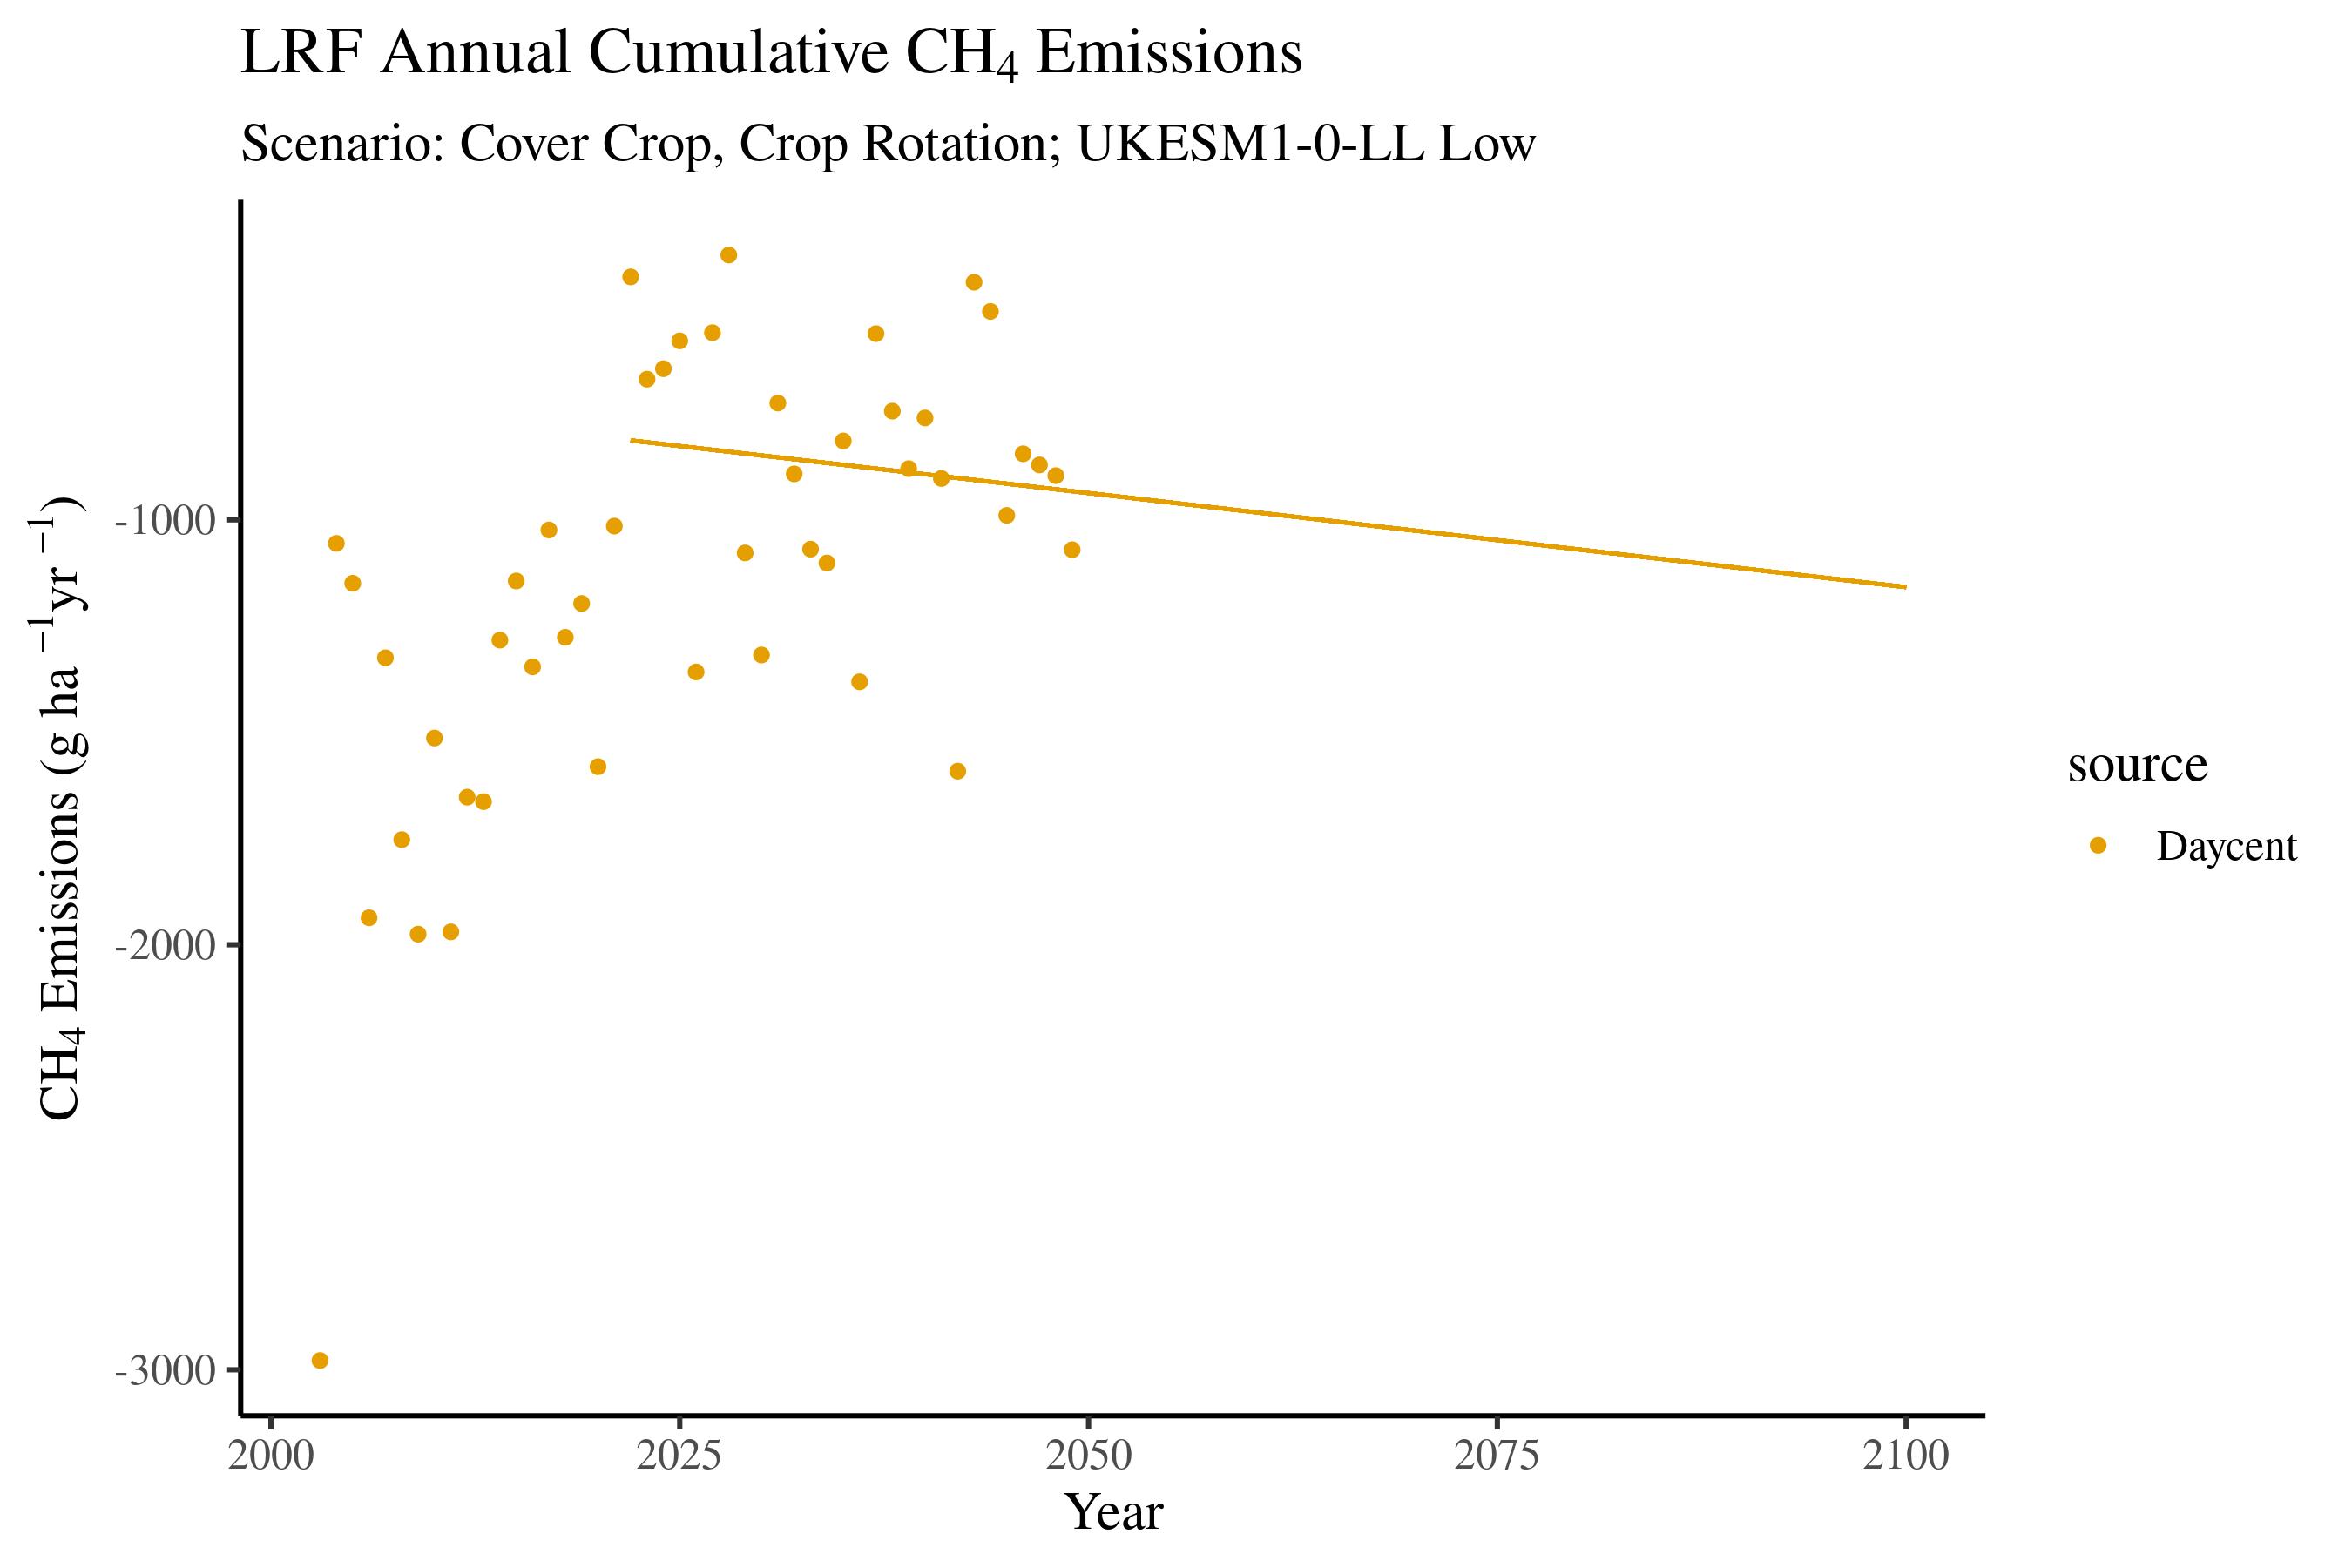 LRF Annual Cumulative CH₄ Emissions
Scenario: Cover Crop, Crop Rotation; UKESM1-0-LL Low
CH₄ Emissions (g ha ⁻¹yr ⁻¹)
-1000
-2000
-3000
2000 2025 2050 2075 2100
Year
source
Daycent